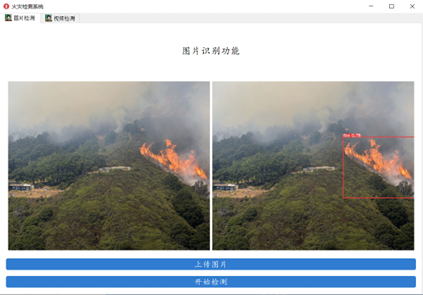 火灾检测系统
图片检测 视频检测
图片识别功能
fire 0.78
上传图片
开始检测